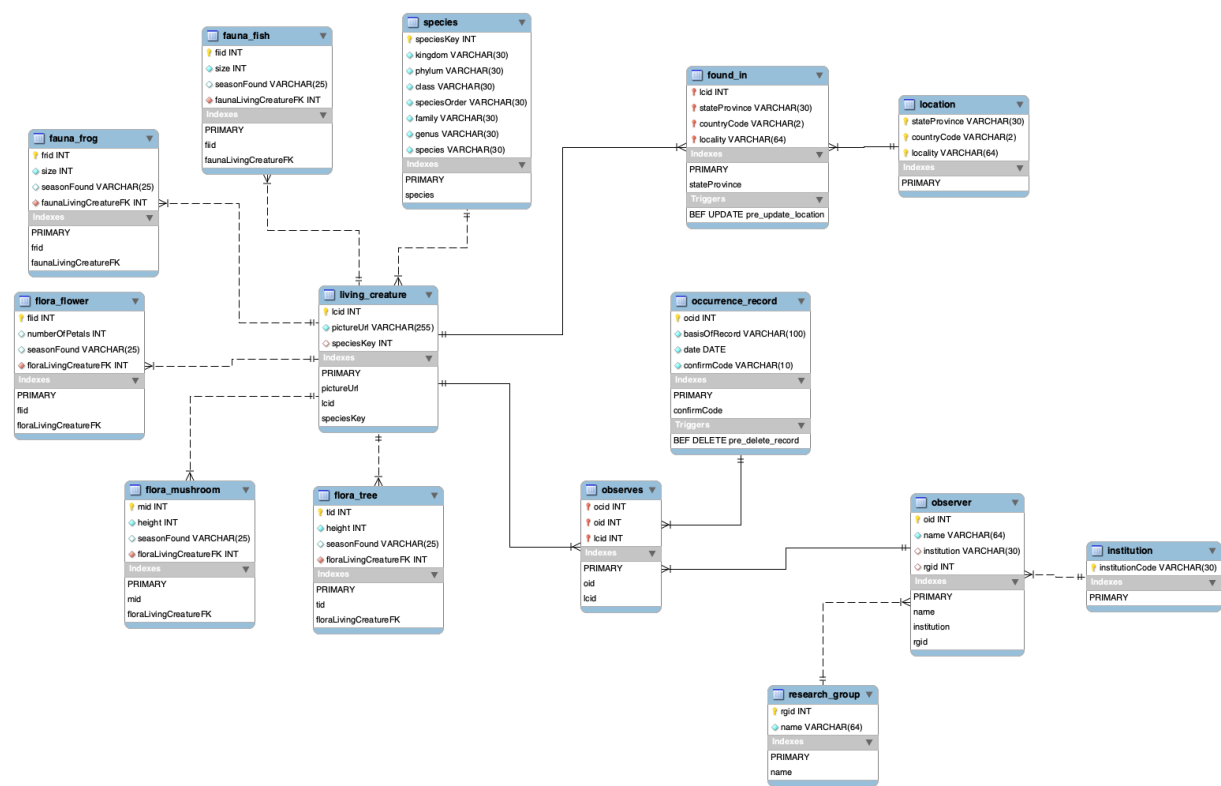 fauna_fish
fiid INT
size INT
seasonFound VARCHAR(25)
faunaLivingCreatureFK INT
Indexes
PRIMARY
fiid
faunaLivingCreatureFK
species
speciesKey INT
kingdom VARCHAR(30)
phylum VARCHAR(30)
class VARCHAR(30)
speciesOrder VARCHAR(30)
family VARCHAR(30)
genus VARCHAR(30)
species VARCHAR(30)
Indexes
PRIMARY
species
found_in
lcid INT
stateProvince VARCHAR(30)
countryCode VARCHAR(2)
locality VARCHAR(64)
Indexes
PRIMARY
stateProvince
Triggers
BEF UPDATE pre_update_location
location
stateProvince VARCHAR(30)
countryCode VARCHAR(2)
locality VARCHAR(64)
Indexes
PRIMARY
fauna_frog
frid INT
size INT
seasonFound VARCHAR(25)
faunaLivingCreatureFK INT
Indexes
PRIMARY
frid
faunaLivingCreatureFK
flora_flower
flid INT
numberOfPetals INT
seasonFound VARCHAR(25)
floraLivingCreatureFK INT
Indexes
PRIMARY
flid
floraLivingCreatureFK
living_creature
lcid INT
pictureUrl VARCHAR(255)
speciesKey INT
Indexes
PRIMARY
pictureUrl
lcid
speciesKey
occurrence_record
ocid INT
basisOfRecord VARCHAR(100)
date DATE
confirmCode VARCHAR(10)
Indexes
PRIMARY
confirmCode
Triggers
BEF DELETE pre_delete_record
flora_mushroom
mid INT
height INT
seasonFound VARCHAR(25)
floraLivingCreatureFK INT
Indexes
PRIMARY
mid
floraLivingCreatureFK
flora_tree
tid INT
height INT
seasonFound VARCHAR(25)
floraLivingCreatureFK INT
Indexes
PRIMARY
tid
floraLivingCreatureFK
observes
ocid INT
oid INT
lcid INT
Indexes
PRIMARY
oid
lcid
observer
oid INT
name VARCHAR(64)
institution VARCHAR(30)
rgid INT
Indexes
PRIMARY
name
institution
rgid
institution
institutionCode VARCHAR(30)
Indexes
PRIMARY
research_group
rgid INT
name VARCHAR(64)
Indexes
PRIMARY
name